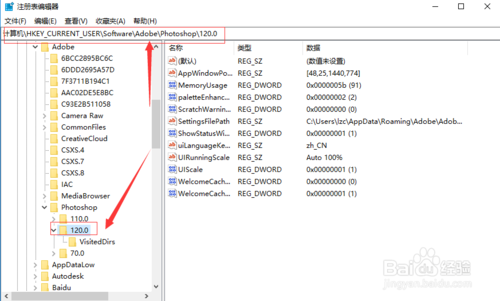 注册表编辑器
文件(F) 编辑(E) 查看(V) 收藏夹(A) 帮助(H)
计算机\HKEY_CURRENT_USER\Software\Adobe\Photoshop\120.0
Adobe
6BCC2895BC6C
6DDD2695A57D
7F37118194C1
AAC02DE5E8BC
C93E2B511058
Camera Raw
CommonFiles
CreativeCloud
CSXS.4
CSXS.7
CSXS.8
IAC
MediaBrowser
Photoshop
110.0
120.0
VisitedDirs
70.0
AppDataLow
Autodesk
Baidu
名称 类型 数据
(默认) REG_SZ (数值未设置)
AppWindowPo... REG_SZ [48,25,1440,774]
MemoryUsage REG_DWORD 0x0000005b (91)
paletteEnhanc... REG_DWORD 0x00000002 (2)
ScratchWarnin... REG_DWORD 0x00000000 (0)
SettingsFilePath REG_SZ C:\Users\lzc\AppData\Roaming\Adobe\Adob...
ShowStatusWi... REG_DWORD 0x00000001 (1)
uiLanguageKe... REG_SZ zh_CN
UIRunningScale REG_SZ Auto 100%
UIScale REG_DWORD 0x00000001 (1)
WelcomeCach... REG_DWORD 0x00000000 (0)
WelcomeCach... REG_DWORD 0x00000001 (1)
Baidu 经验
jingyan.baidu.com